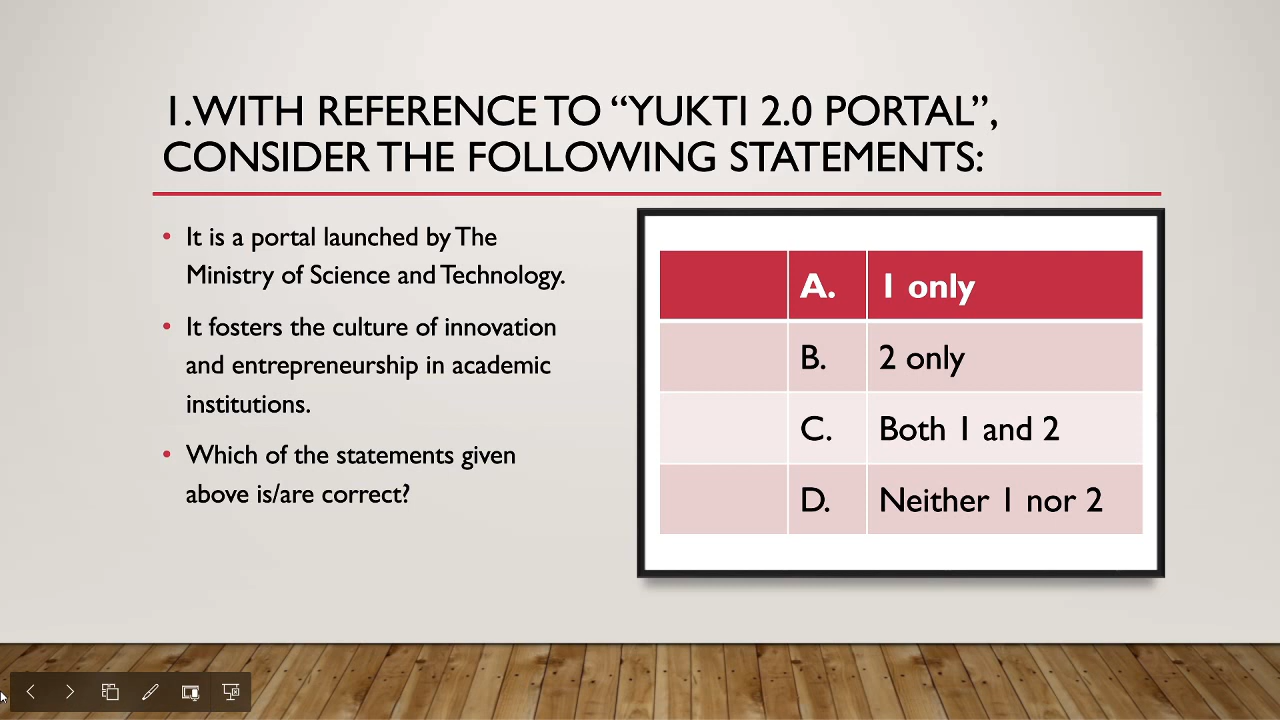 1. WITH REFERENCE TO “YUKTI 2.0 PORTAL”,
CONSIDER THE FOLLOWING STATEMENTS:
• It is a portal launched by The
Ministry of Science and Technology.
• It fosters the culture of innovation
and entrepreneurship in academic
institutions.
• Which of the statements given
above is/are correct?
A. 1 only
B. 2 only
C. Both 1 and 2
D. Neither 1 nor 2